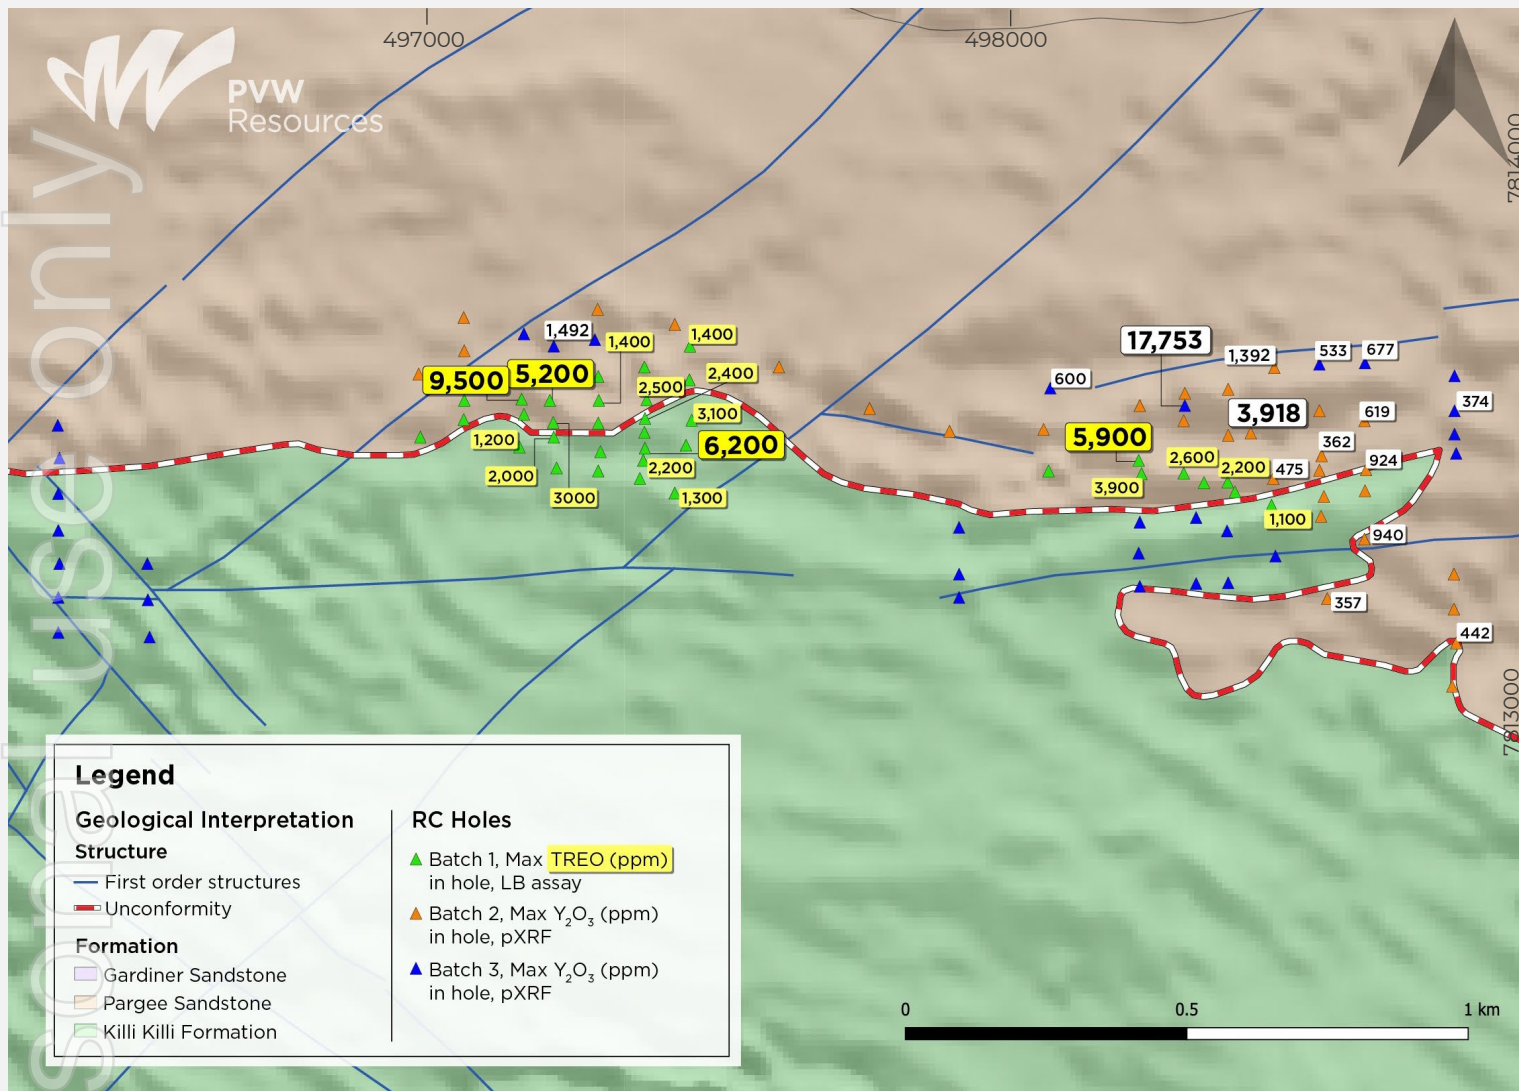 497000
498000
PVW
Resources
7814000
1,492
1,400
1,400
17,753
1,392
533
677
9,500
5,200
2,400
600
2,500
374
3,100
3,918
619
1,200
6,200
5,900
362
2,600
2,200
475
924
2,000
2,200
3,900
3000
1,300
1,100
940
357
442
7813000
sonal use only
Legend
Geological Interpretation
Structure
First order structures
Unconformity
Formation
Gardiner Sandstone
Pargee Sandstone
Killi Killi Formation
RC Holes
Batch 1, Max TREO (ppm)
in hole, LB assay
Batch 2, Max Y₂O₃ (ppm)
in hole, pXRF
Batch 3, Max Y₂O₃ (ppm)
in hole, pXRF
0 0.5 1 km